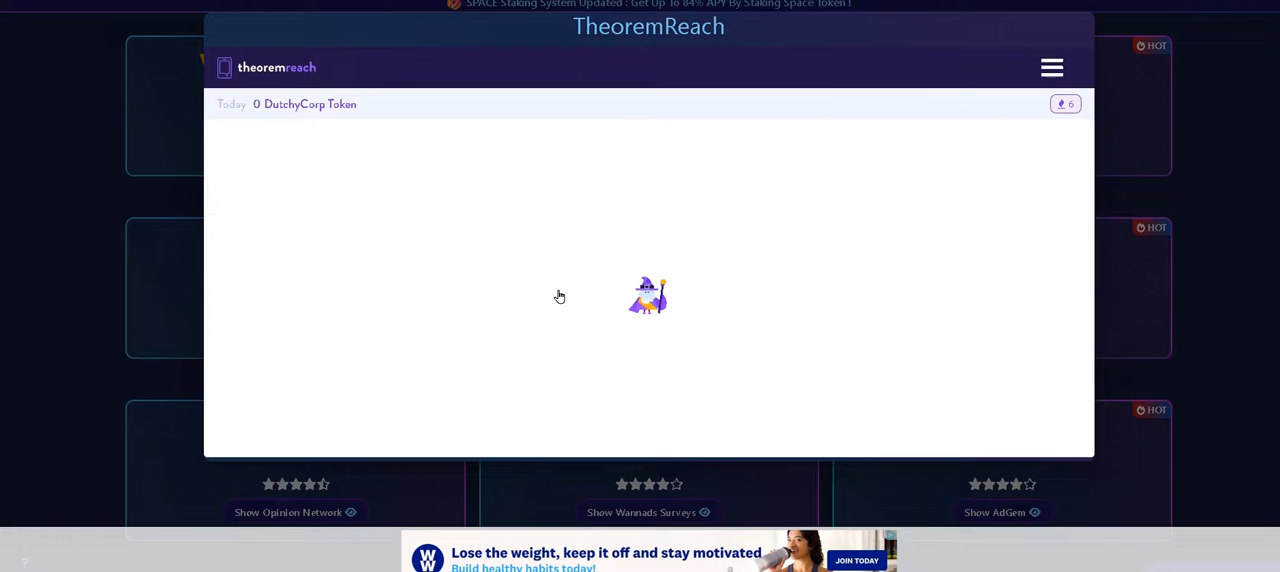 SPACE Staking System Updated : Get Up To 84% APY By Staking Space Token !
TheoremReach
theoremreach
HOT
Today 0 DutchyCorp Token
6
HOT
HOT
Show Opinion Network
Show Wannads Surveys
Show AdGem
WW
Lose the weight, keep it off and stay motivated
Build healthy habits today!
JOIN TODAY
?